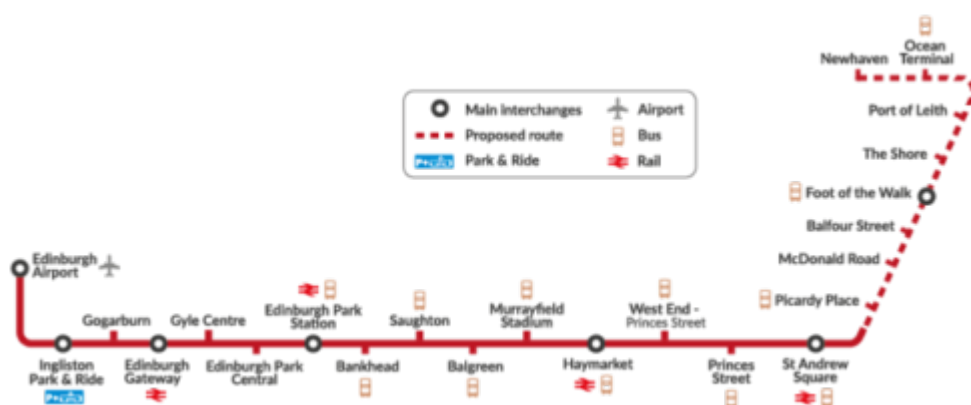 Ocean
Terminal
Newhaven
Main interchanges
Airport
Proposed route
Bus
Park & Ride
Rail
Port of Leith
The Shore
Foot of the Walk
Balfour Street
McDonald Road
Picardy Place
Edinburgh
Airport
Gogarburn
Gyle Centre
Edinburgh Park
Station
Saughton
Murrayfield
Stadium
West End -
Princes Street
Ingliston
Park & Ride
Edinburgh
Gateway
Edinburgh Park
Central
Bankhead
Balgreen
Haymarket
Princes
Street
St Andrew
Square